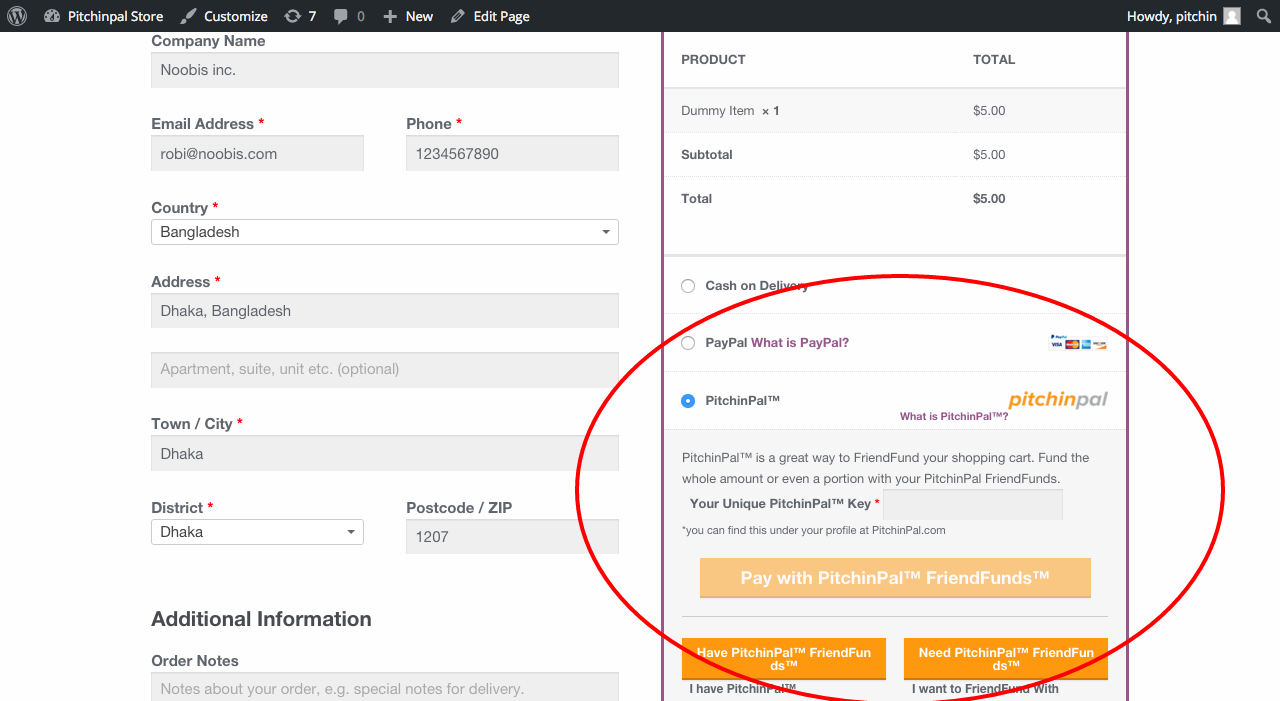 Pitchinpal Store Customize 7 0 New Edit Page Howdy, pitchin
Company Name
Noobis inc.
Email Address * Phone *
robi@noobis.com 1234567890
Country *
Bangladesh
Address *
Dhaka, Bangladesh
Apartment, suite, unit etc. (optional)
Town / City *
Dhaka
District * Postcode / ZIP
Dhaka 1207
Additional Information
Order Notes
Notes about your order, e.g. special notes for delivery.
PRODUCT TOTAL
Dummy Item × 1 $5.00
Subtotal $5.00
Total $5.00
Cash on Delivery
PayPal What is PayPal?
PayPal
VISA
PitchinPal™ pitchinpal
What is PitchinPal™?
PitchinPal™ is a great way to FriendFund your shopping cart. Fund the
whole amount or even a portion with your PitchinPal FriendFunds.
Your Unique PitchinPal™ Key *
*you can find this under your profile at PitchinPal.com
Pay with PitchinPal™ FriendFunds™
Have PitchinPal™ FriendFun
ds™
Need PitchinPal™ FriendFun
ds™
I have PitchinPal™
I want to FriendFund With